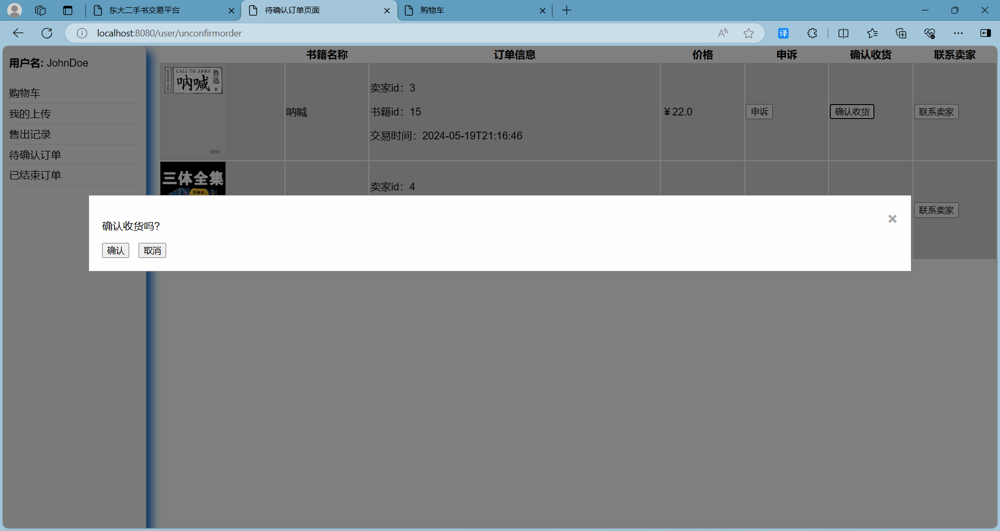 东大二手书交易平台
待确认订单页面
购物车
localhost:8080/user/unconfirmorder
译
用户名: JohnDoe
购物车
我的上传
售出记录
待确认订单
已结束订单
书籍名称 订单信息 价格 申诉 确认收货 联系卖家
CALL TO ARMS
呐喊
鲁迅
著
呐喊
卖家id：3
书籍id：15
交易时间：2024-05-19T21:16:46
¥22.0
申诉
确认收货
联系卖家
三体全集
刘慈欣
卖家id：4
联系卖家
确认收货吗?
×
确认 取消